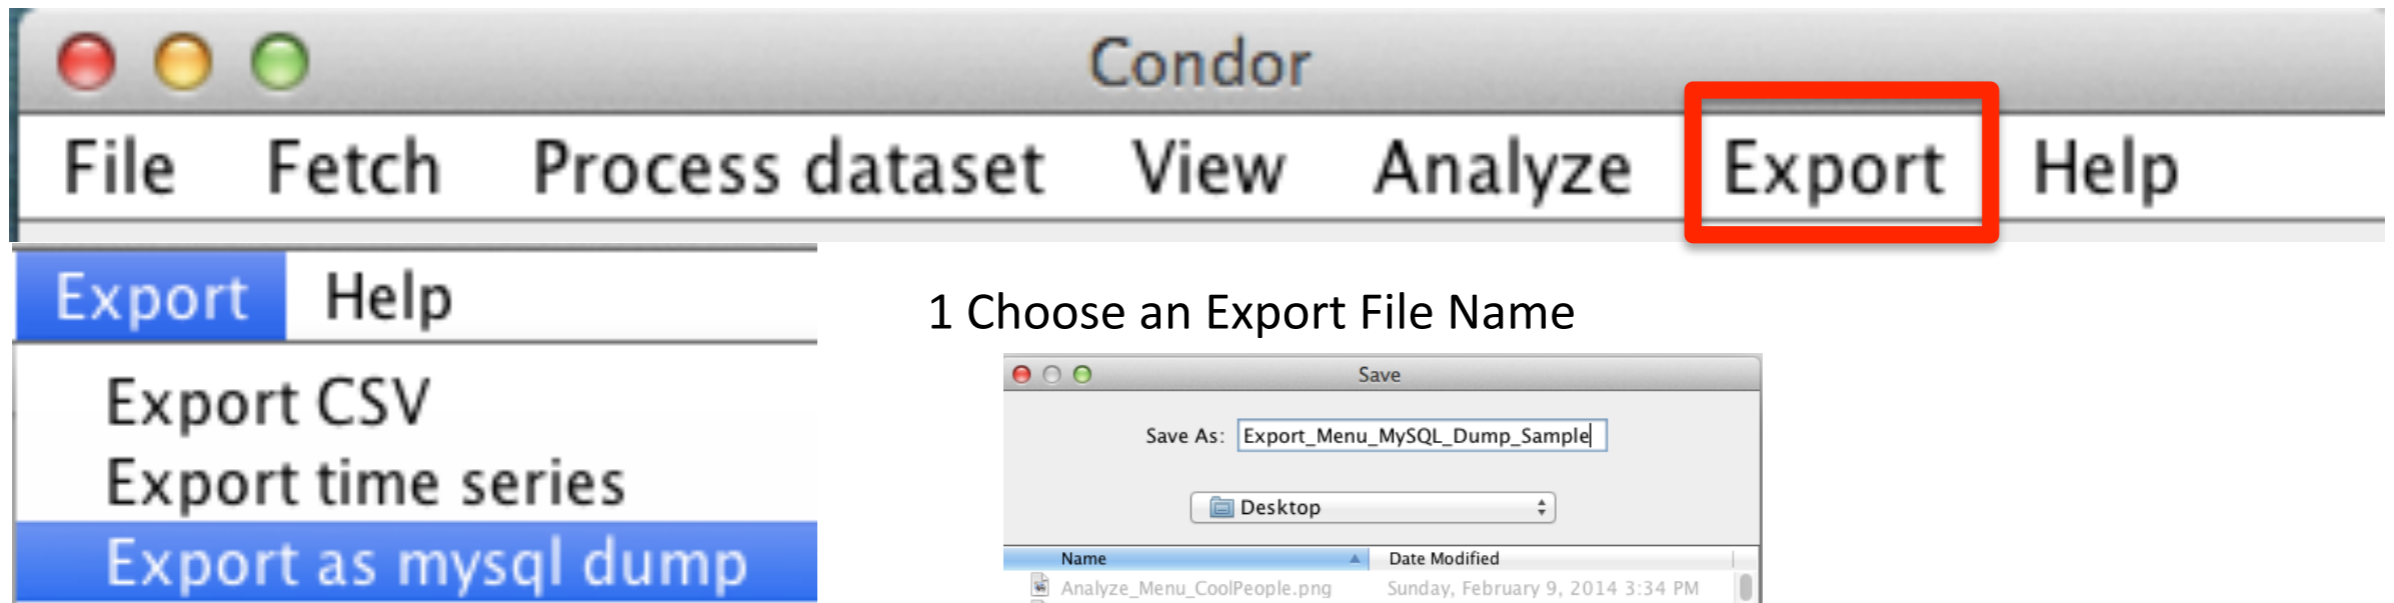 Condor
File Fetch Process dataset View Analyze Export Help
Export Help
Export CSV
Export time series
Export as mysql dump
1 Choose an Export File Name
Save
Save As: Export_Menu_MySQL_Dump_Sample
Desktop
Name Date Modified
Analyze_Menu_CoolPeople.png Sunday, February 9, 2014 3:34 PM